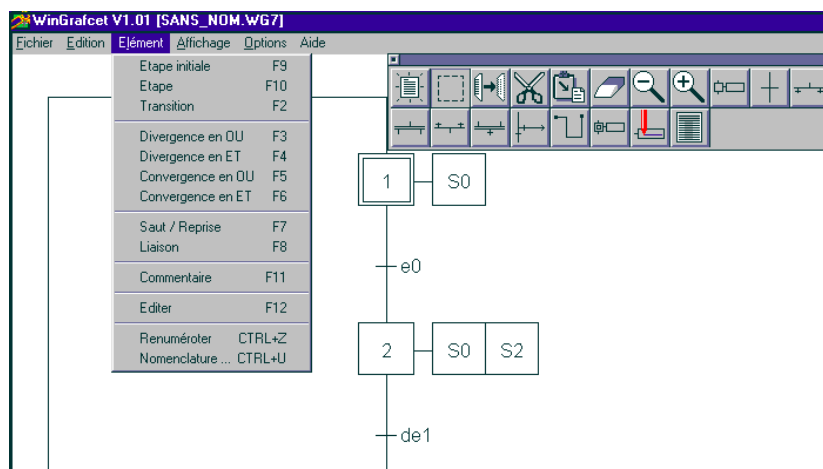 WinGrafcet V1.01 [SANS_NOM.WG7]
Fichier Edition Elément Affichage Options Aide
Etape initiale F9
Etape F10
Transition F2
Divergence en OU F3
Divergence en ET F4
Convergence en OU F5
Convergence en ET F6
Saut / Reprise F7
Liaison F8
Commentaire F11
Editer F12
Renuméroter CTRL+Z
Nomenclature ... CTRL+U
1 S0
e0
2 S0 S2
de1